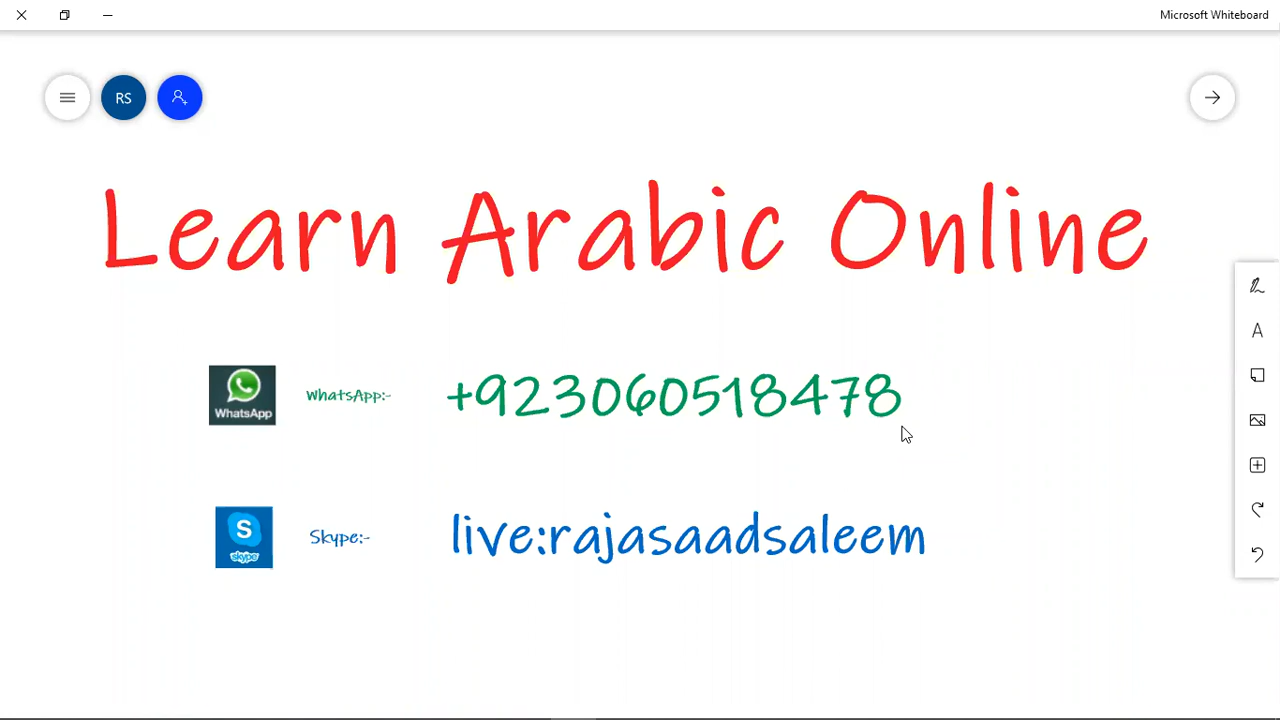 Microsoft Whiteboard
RS
Learn Arabic Online
WhatsApp
WhatsApp:- +923060518478
S
skype
Skype:- live:rajasaadsaleem
A